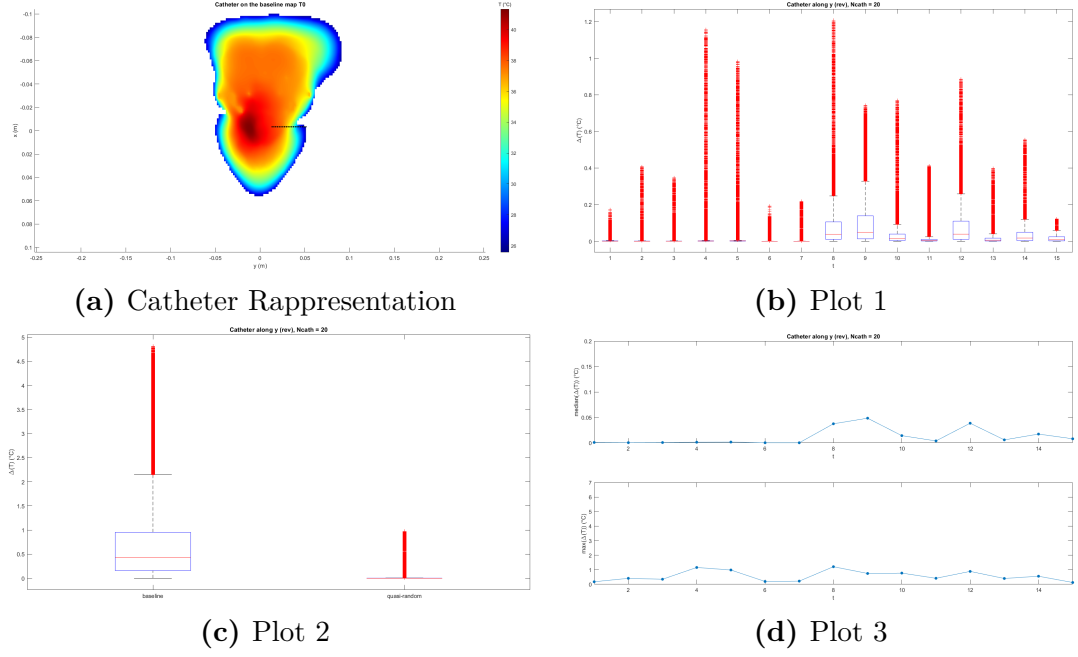 Catheter on the baseline map T0
T (°C)
-0.1
-0.08
-0.06
-0.04
-0.02
0
0.02
0.04
0.06
0.08
0.1
x (m)
-0.25 -0.2 -0.15 -0.1 -0.05 0 0.05 0.1 0.15 0.2 0.25
y (m)
40
38
36
34
32
30
28
26
(a) Catheter Rappresentation
Catheter along y (rev), Ncath = 20
1.2
1
0.8
0.6
0.4
0.2
0
Δ(T) (°C)
1 2 3 4 5 6 7 8 9 10 11 12 13 14 15
t
(b) Plot 1
Catheter along y (rev), Ncath = 20
5
4.5
4
3.5
3
2.5
2
1.5
1
0.5
0
Δ(T) (°C)
baseline quasi-random
(c) Plot 2
Catheter along y (rev), Ncath = 20
0.2
0.15
0.1
0.05
0
median(Δ(T)) (°C)
2 4 6 8 10 12 14
t
7
6
5
4
3
2
1
0
max(Δ(T)) (°C)
2 4 6 8 10 12 14
t
(d) Plot 3